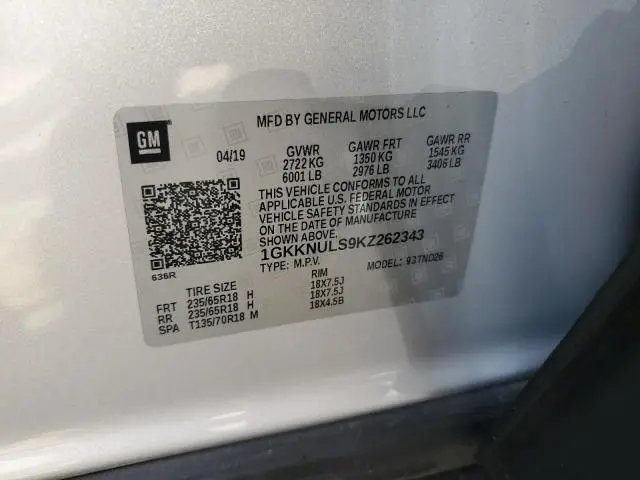 MFD BY GENERAL MOTORS LLC
GM
04/19
GVWR GAWR FRT GAWR RR
2722 KG 1350 KG 1545 KG
6001 LB 2976 LB 3406 LB
THIS VEHICLE CONFORMS TO ALL
APPLICABLE U.S. FEDERAL MOTOR
VEHICLE SAFETY STANDARDS IN EFFECT
ON THE DATE OF MANUFACTURE
SHOWN ABOVE.
1GKKNULS9KZ262343
TYPE: M.P.V. MODEL: 93TND26
636R
TIRE SIZE RIM
FRT 235/65R18 H 18X7.5J
RR 235/65R18 H 18X7.5J
SPA T135/70R18 M 18X4.5B